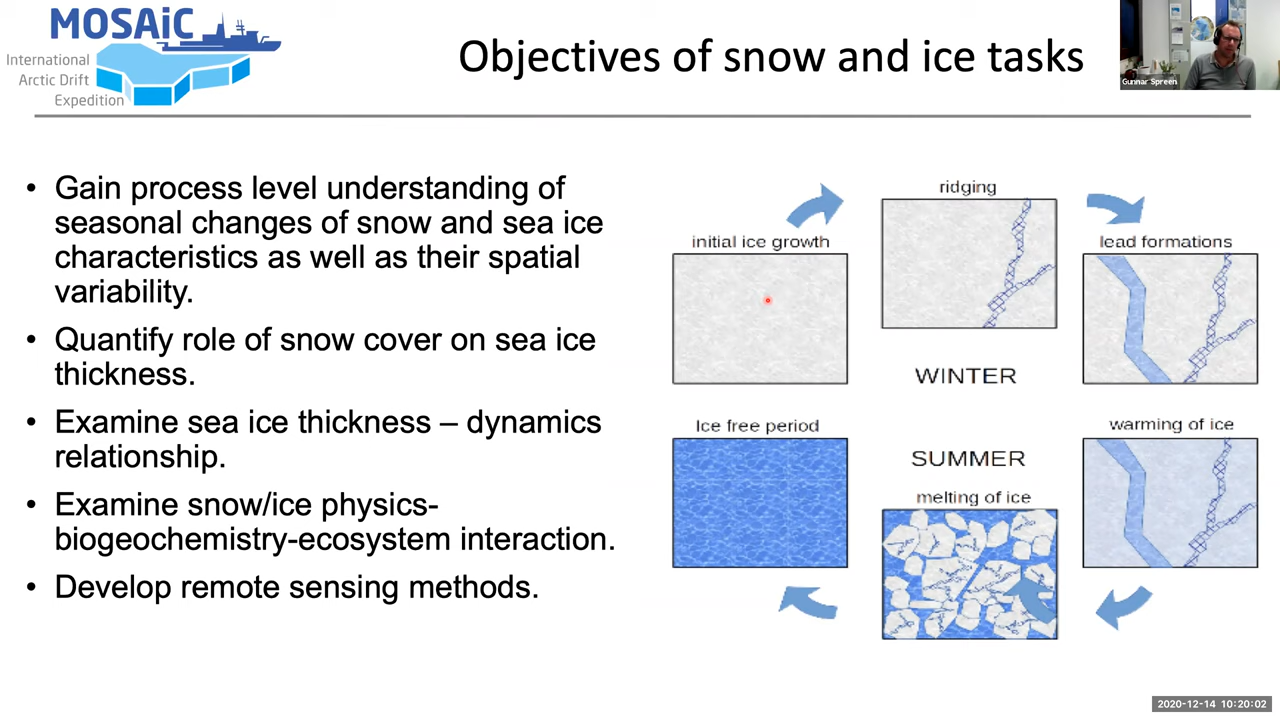 MOSAiC
International
Arctic Drift
Expedition
Objectives of snow and ice tasks
Gunnar Spreen
• Gain process level understanding of
seasonal changes of snow and sea ice
characteristics as well as their spatial
variability.
• Quantify role of snow cover on sea ice
thickness.
• Examine sea ice thickness – dynamics
relationship.
• Examine snow/ice physics-
biogeochemistry-ecosystem interaction.
• Develop remote sensing methods.
ridging
initial ice growth
lead formations
WINTER
Ice free period
warming of ice
SUMMER
melting of ice
2020-12-14 10:20:02